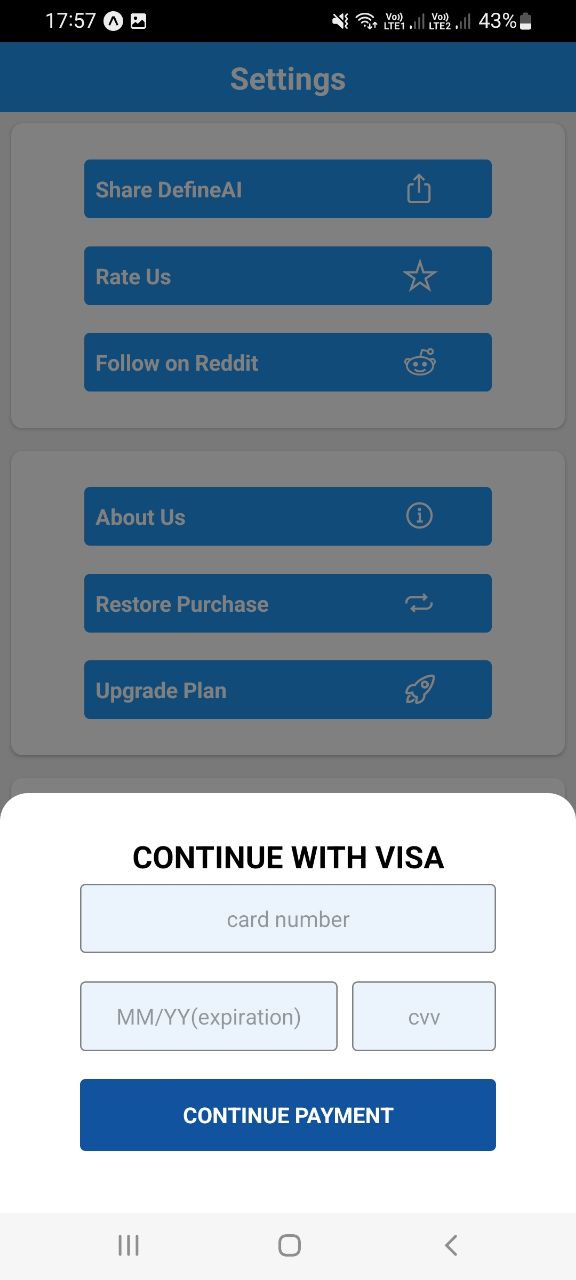 17:57 Vo)) LTE1 Vo)) LTE2 43%
Settings
Share DefineAI
Rate Us
Follow on Reddit
About Us
Restore Purchase
Upgrade Plan
CONTINUE WITH VISA
card number
MM/YY(expiration) cvv
CONTINUE PAYMENT